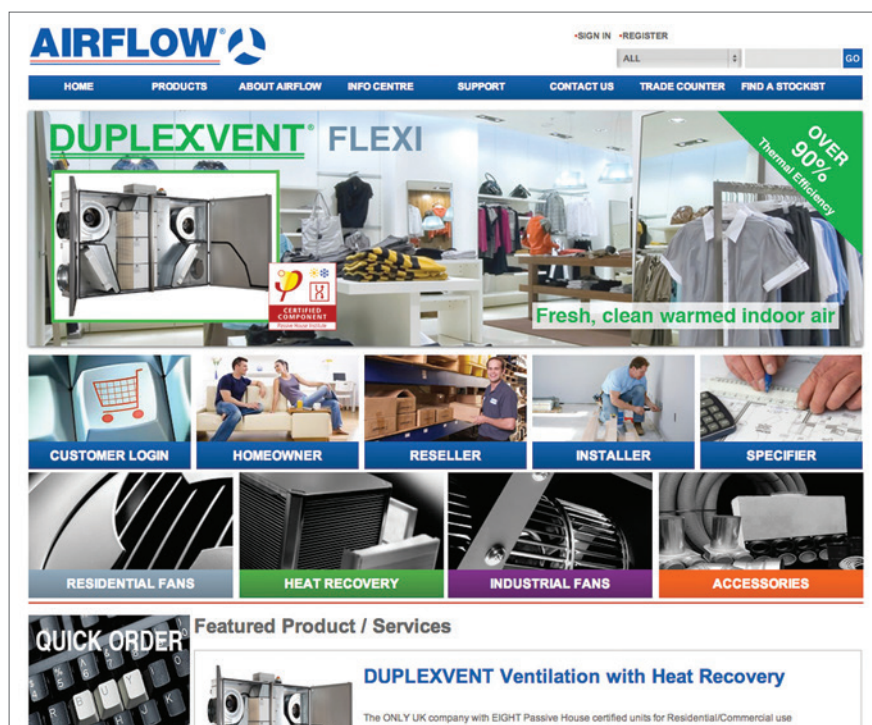 AIRFLOW®
•SIGN IN •REGISTER
ALL
GO
HOME PRODUCTS ABOUT AIRFLOW INFO CENTRE SUPPORT CONTACT US TRADE COUNTER FIND A STOCKIST
DUPLEXVENT® FLEXI
OVER
90%
Thermal Efficiency
CERTIFIED
COMPONENT
Passive House Institute
Fresh, clean warmed indoor air
CUSTOMER LOGIN HOMEOWNER RESELLER INSTALLER SPECIFIER
RESIDENTIAL FANS HEAT RECOVERY INDUSTRIAL FANS ACCESSORIES
QUICK ORDER
B U Y
Featured Product / Services
DUPLEXVENT Ventilation with Heat Recovery
The ONLY UK company with EIGHT Passive House certified units for Residential/Commercial use